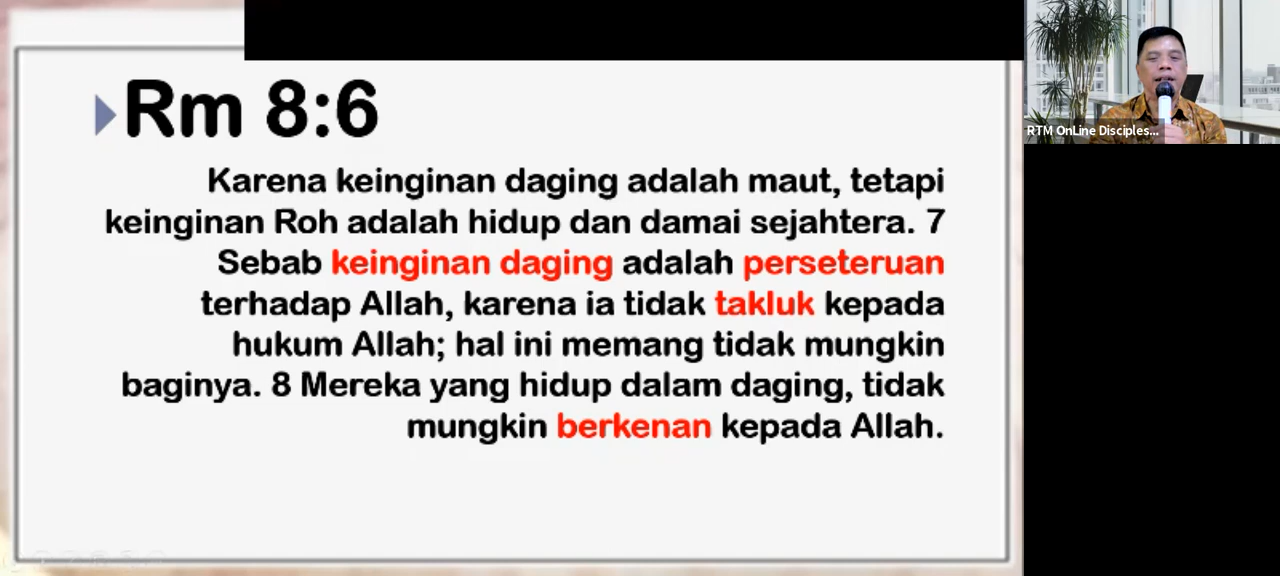 Rm 8:6
Karena keinginan daging adalah maut, tetapi
keinginan Roh adalah hidup dan damai sejahtera. 7
Sebab keinginan daging adalah perseteruan
terhadap Allah, karena ia tidak takluk kepada
hukum Allah; hal ini memang tidak mungkin
baginya. 8 Mereka yang hidup dalam daging, tidak
mungkin berkenan kepada Allah.
RTM OnLine Disciples...